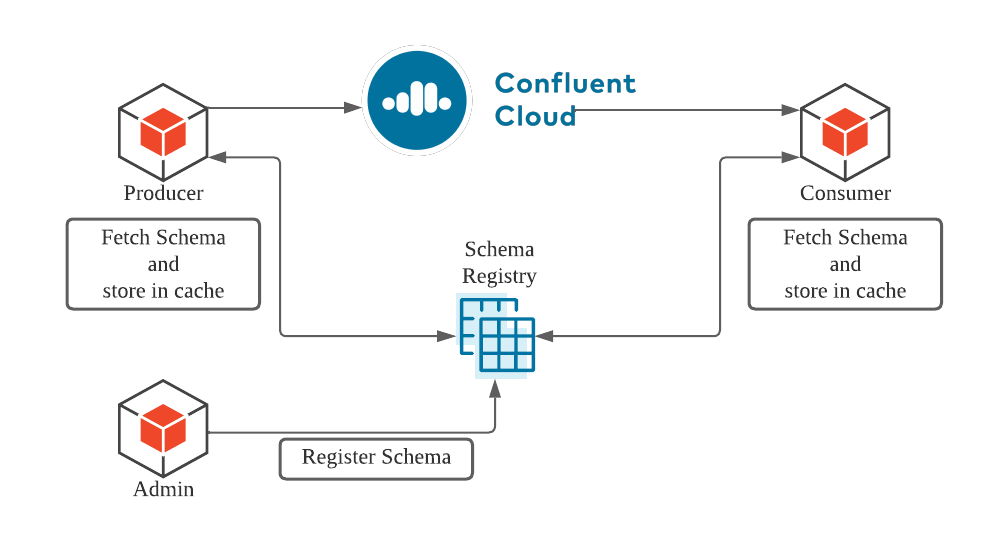 Confluent
Cloud
Producer
Consumer
Fetch Schema
and
store in cache
Fetch Schema
and
store in cache
Schema
Registry
Register Schema
Admin